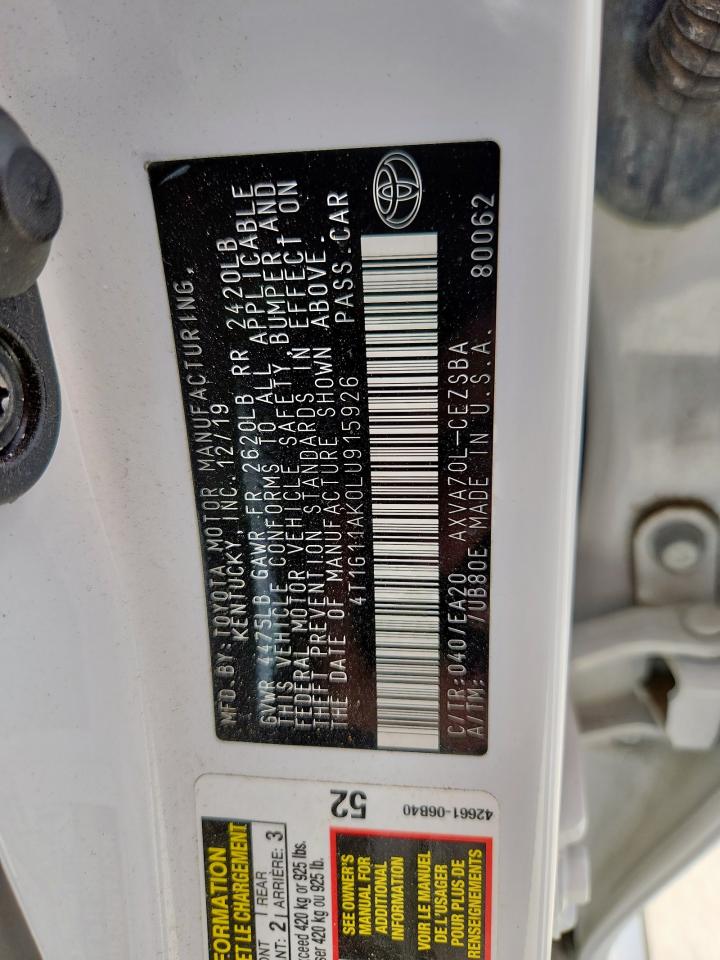 MFD. BY: TOYOTA MOTOR MANUFACTURING,
KENTUCKY, INC. 12/19
GVWR 4475LB GAWR FR 2620LB RR 2420LB
THIS VEHICLE CONFORMS TO ALL APPLICABLE
FEDERAL MOTOR VEHICLE SAFETY, BUMPER AND
THEFT PREVENTION STANDARDS IN EFFECT ON
THE DATE OF MANUFACTURE SHOWN ABOVE.
4T1G11AK0LU915926 PASS. CAR
C/TR: 040/EA20 AXVA70L-CEZSBA
A/TM: /UB80E MADE IN U.S.A. 80062
52
42661-06B40
FORMATION
ET LE CHARGEMENT
ONT
REAR
ANT: 2
ARRIÈRE: 3
xceed 420 kg or 925 lbs.
ser 420 kg ou 925 lb.
SEE OWNER'S
MANUAL FOR
ADDITIONAL
INFORMATION
VOIR LE MANUEL
DE L'USAGER
POUR PLUS DE
RENSEIGNEMENTS